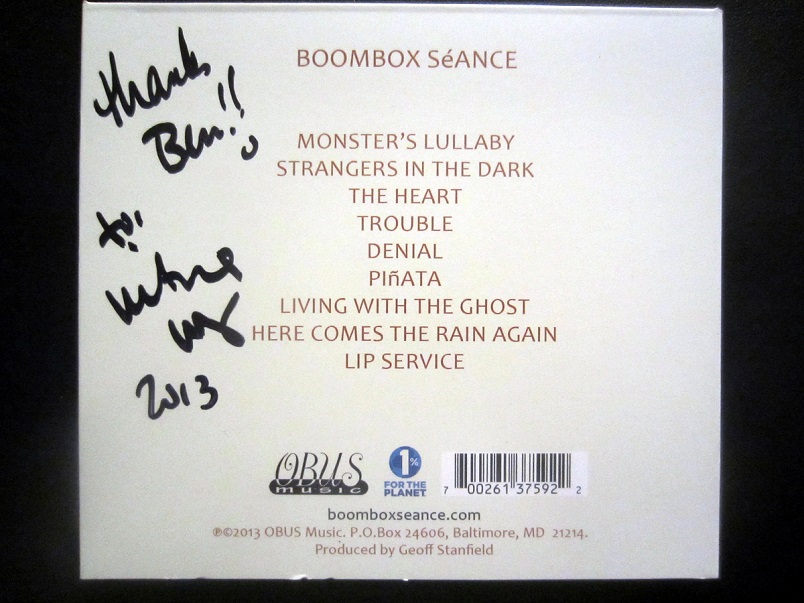 thanks
Ben!!
2013
BOOMBOX SéANCE
MONSTER'S LULLABY
STRANGERS IN THE DARK
THE HEART
TROUBLE
DENIAL
PIñATA
LIVING WITH THE GHOST
HERE COMES THE RAIN AGAIN
LIP SERVICE
OBUS
music
1%
FOR THE
PLANET
7 00261 37592 2
boomboxseance.com
℗©2013 OBUS Music. P.O.Box 24606, Baltimore, MD 21214.
Produced by Geoff Stanfield